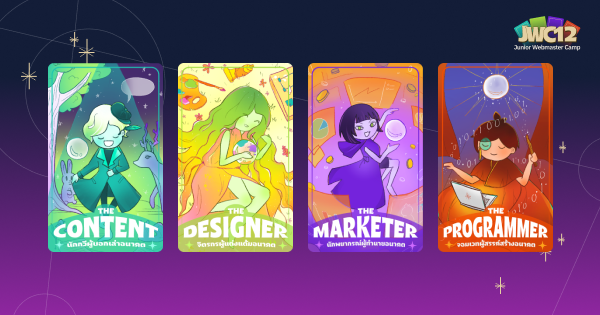 JWC12
Junior Webmaster Camp
THE
CONTENT
นักกวีผู้บอกเล่าอนาคต
THE
DESIGNER
จิตรกรผู้แต่งแต้มอนาคต
THE
MARKETER
นักพยากรณ์ผู้ทำนายอนาคต
THE
PROGRAMMER
จอมเวทผู้สรรค์สร้างอนาคต